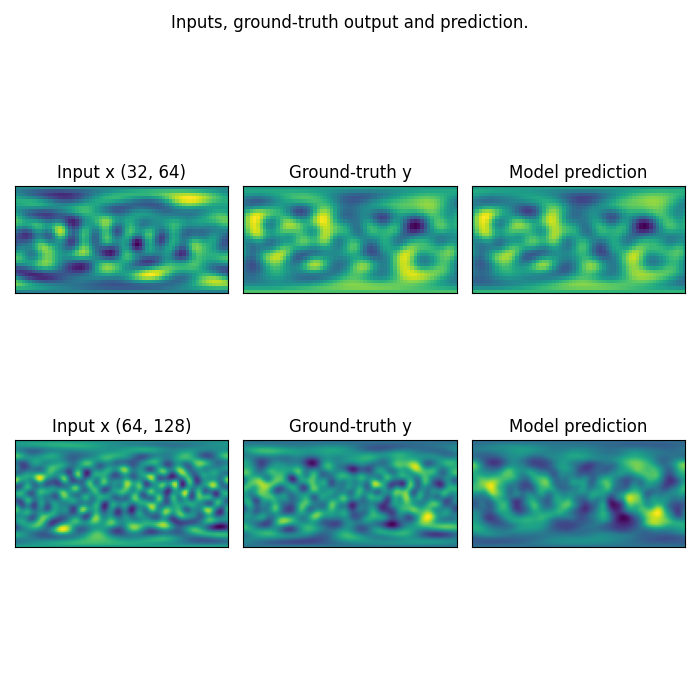 Inputs, ground-truth output and prediction.
Input x (32, 64)
Ground-truth y
Model prediction
Input x (64, 128)
Ground-truth y
Model prediction